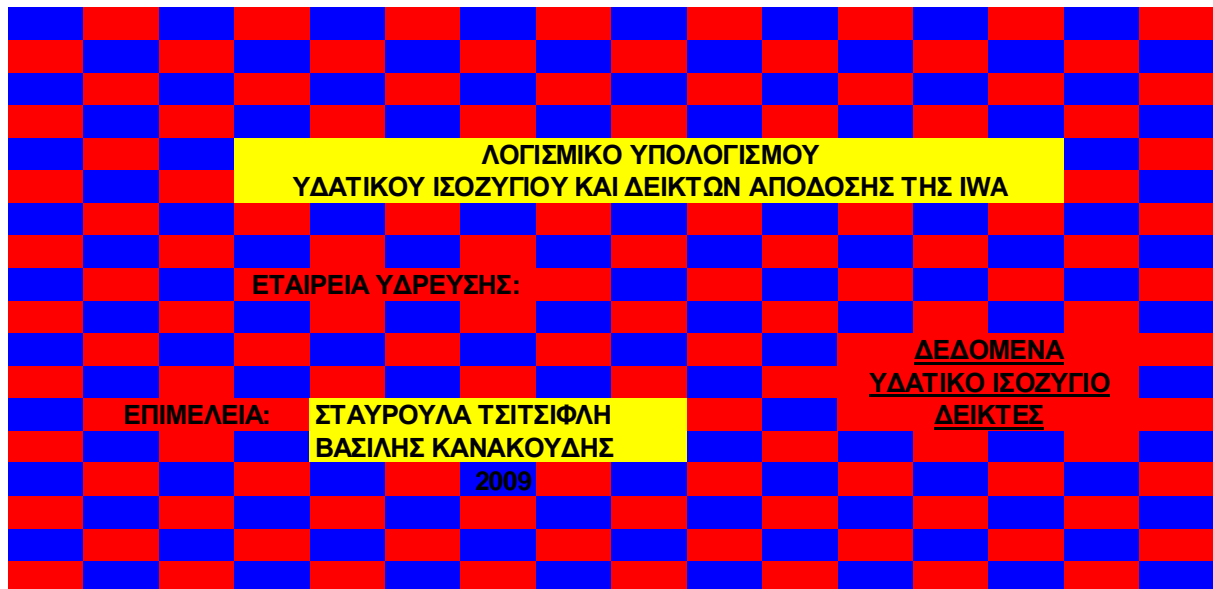 ΛΟΓΙΣΜΙΚΟ ΥΠΟΛΟΓΙΣΜΟΥ
ΥΔΑΤΙΚΟΥ ΙΣΟΖΥΓΙΟΥ ΚΑΙ ΔΕΙΚΤΩΝ ΑΠΟΔΟΣΗΣ ΤΗΣ IWA
ΕΤΑΙΡΕΙΑ ΥΔΡΕΥΣΗΣ:
ΔΕΔΟΜΕΝΑ
ΥΔΑΤΙΚΟ ΙΣΟΖΥΓΙΟ
ΔΕΙΚΤΕΣ
ΕΠΙΜΕΛΕΙΑ: ΣΤΑΥΡΟΥΛΑ ΤΣΙΤΣΙΦΛΗ
ΒΑΣΙΛΗΣ ΚΑΝΑΚΟΥΔΗΣ
2009